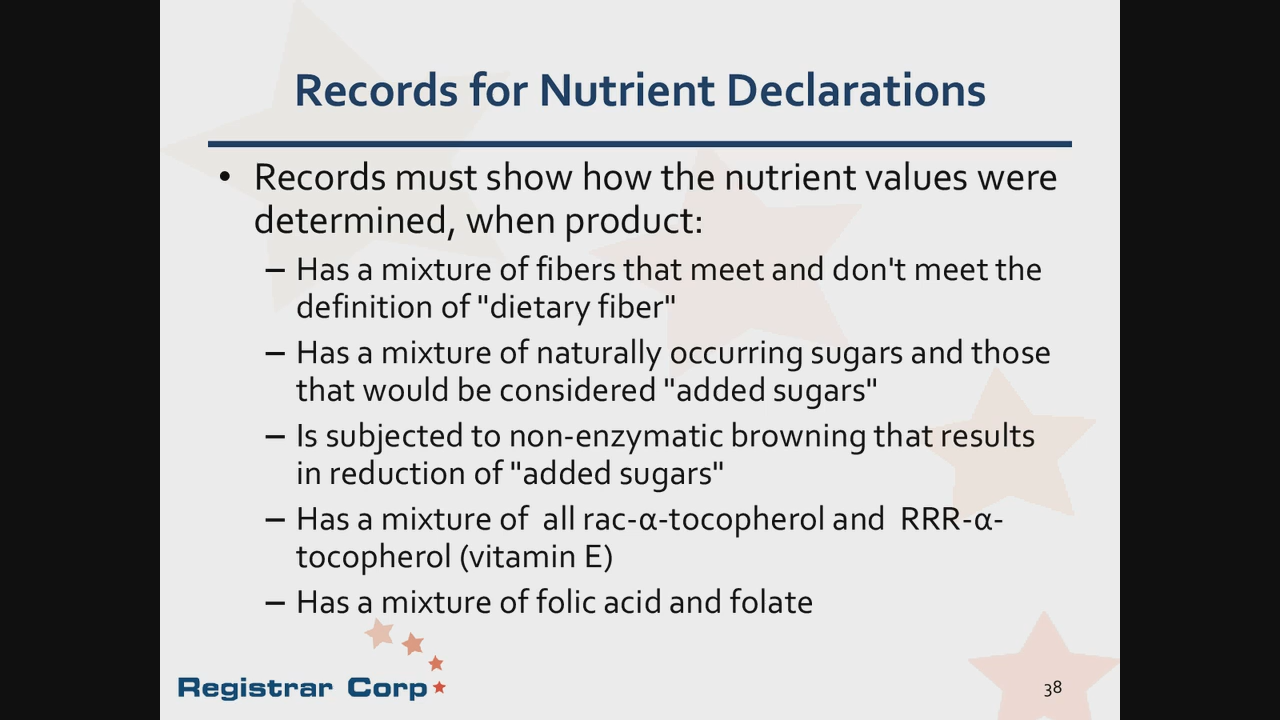 Records for Nutrient Declarations
• Records must show how the nutrient values were
determined, when product:
– Has a mixture of fibers that meet and don't meet the
definition of "dietary fiber"
– Has a mixture of naturally occurring sugars and those
that would be considered "added sugars"
– Is subjected to non-enzymatic browning that results
in reduction of "added sugars"
– Has a mixture of  all rac-α-tocopherol and  RRR-α-
tocopherol (vitamin E)
– Has a mixture of folic acid and folate
Registrar Corp
38